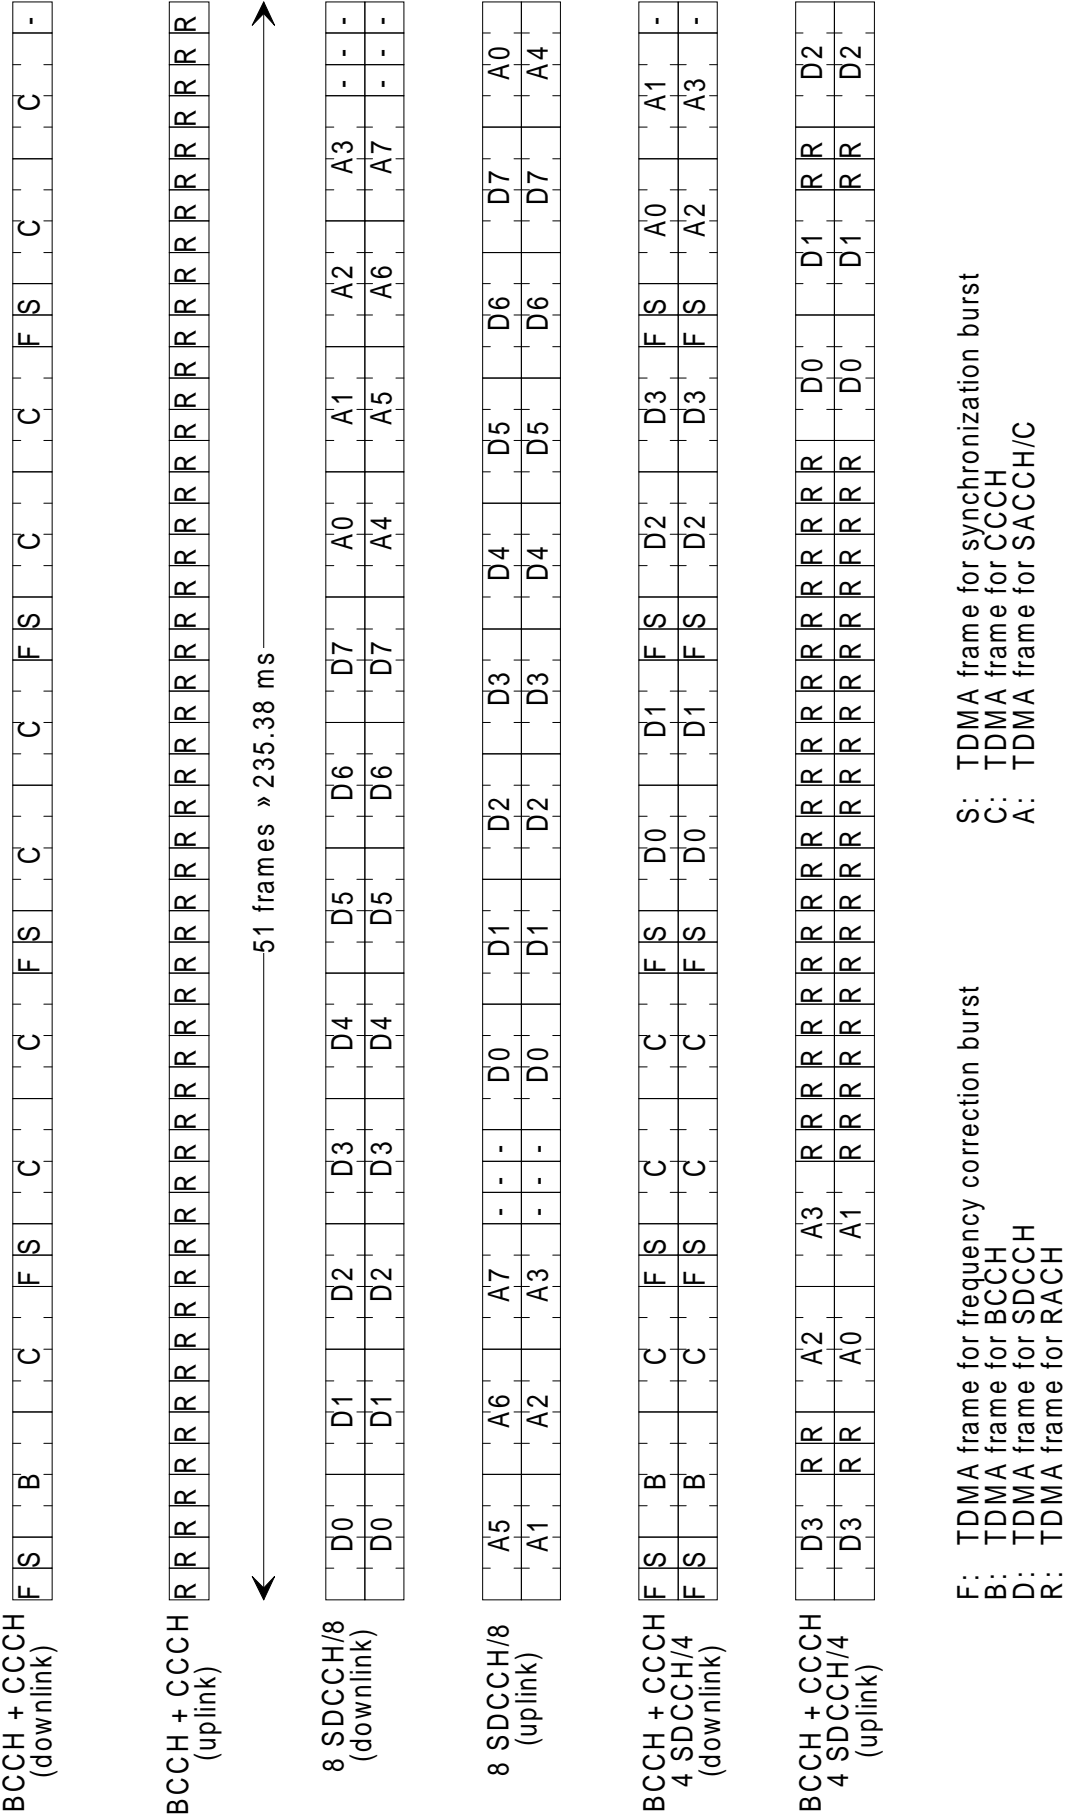 BCCH + CCCH
(downlink)
F S B C F S C C F S C C F S C C F S C C -
BCCH + CCCH
(uplink)
R R R R R R R R R R R R R R R R R R R R R R R R R R R R R R R R R R R R R R R R R R R R R R R R R R R
51 frames » 235.38 ms
8 SDCCH/8
(downlink)
D0 D1 D2 D3 D4 D5 D6 D7 A0 A1 A2 A3 - - -
D0 D1 D2 D3 D4 D5 D6 D7 A4 A5 A6 A7 - - -
8 SDCCH/8
(uplink)
A5 A6 A7 - - - D0 D1 D2 D3 D4 D5 D6 D7 A0
A1 A2 A3 - - - D0 D1 D2 D3 D4 D5 D6 D7 A4
BCCH + CCCH
4 SDCCH/4
(downlink)
F S B C F S C C F S D0 D1 F S D2 D3 F S A0 A1 -
F S B C F S C C F S D0 D1 F S D2 D3 F S A2 A3 -
BCCH + CCCH
4 SDCCH/4
(uplink)
D3 R R A2 A3 R R R R R R R R R R R R R R R R R R R R R R R D0 D1 R R D2
D3 R R A0 A1 R R R R R R R R R R R R R R R R R R R R R R R D0 D1 R R D2
F: TDMA frame for frequency correction burst
B: TDMA frame for BCCH
D: TDMA frame for SDCCH
R: TDMA frame for RACH
S: TDMA frame for synchronization burst
C: TDMA frame for CCCH
A: TDMA frame for SACCH/C